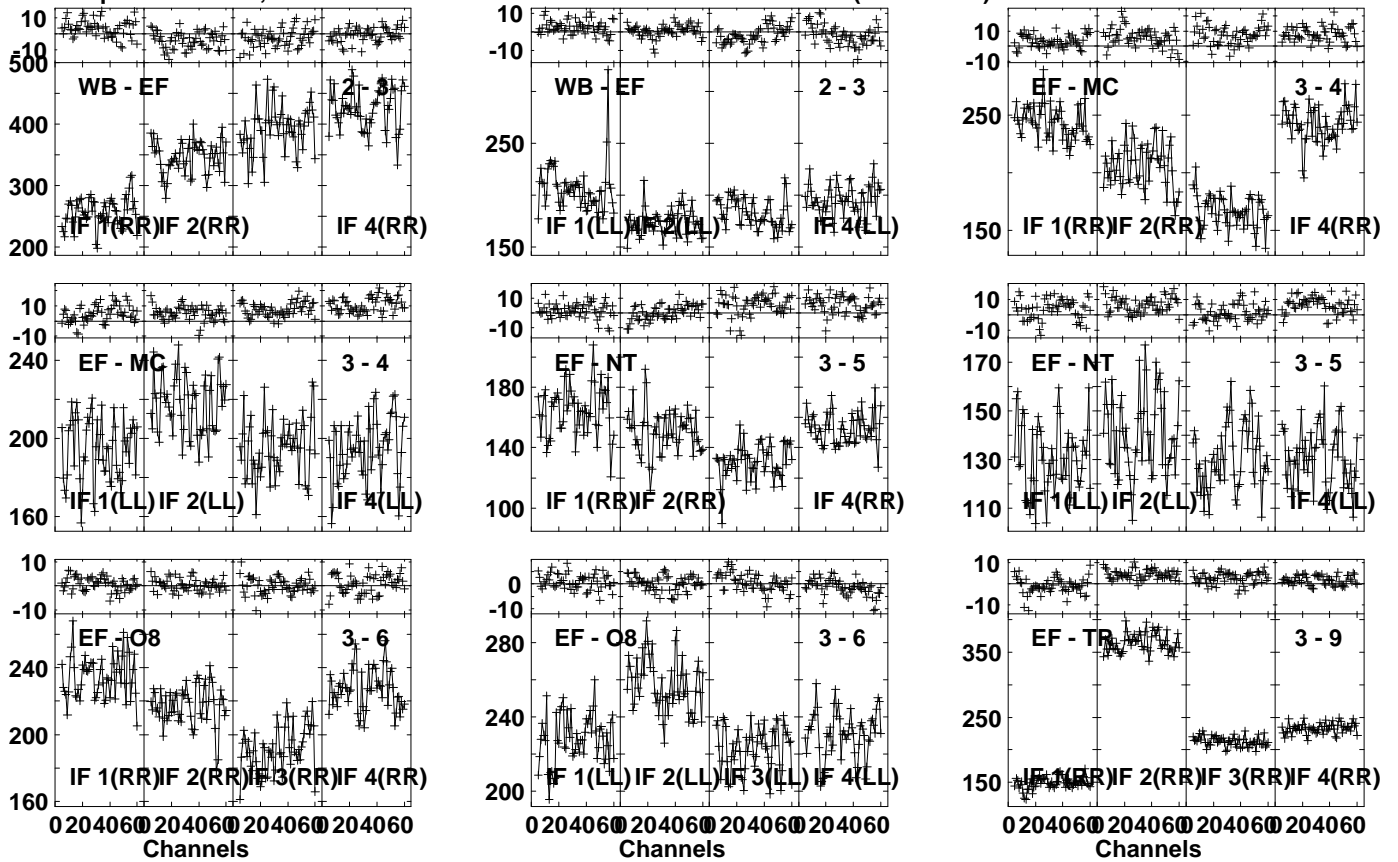 10
-10
500
WB - EF
2 - 3
400
300
200
IF 1(RR)
IF 2(RR)
IF 4(RR)
10
-10
WB - EF
2 - 3
250
150
IF 1(LL)
IF 2(LL)
IF 4(LL)
10
-10
EF - MC
3 - 4
250
150
IF 1(RR)
IF 2(RR)
IF 4(RR)
10
-10
240
EF - MC
3 - 4
200
160
IF 1(LL)
IF 2(LL)
IF 4(LL)
10
-10
EF - NT
3 - 5
180
140
100
IF 1(RR)
IF 2(RR)
IF 4(RR)
10
-10
170
EF - NT
3 - 5
150
130
110
IF 1(LL)
IF 2(LL)
IF 4(LL)
10
-10
EF - O8
3 - 6
240
200
160
IF 1(RR)
IF 2(RR)
IF 3(RR)
IF 4(RR)
0 20 40 60 0 20 40 60 0 20 40 60 0 20 40 60
Channels
10
0
-10
280
EF - O8
3 - 6
240
200
IF 1(LL)
IF 2(LL)
IF 3(LL)
IF 4(LL)
0 20 40 60 0 20 40 60 0 20 40 60 0 20 40 60
Channels
10
-10
EF - TR
3 - 9
350
250
150
IF 1(RR)
IF 2(RR)
IF 3(RR)
IF 4(RR)
0 20 40 60 0 20 40 60 0 20 40 60 0 20 40 60
Channels